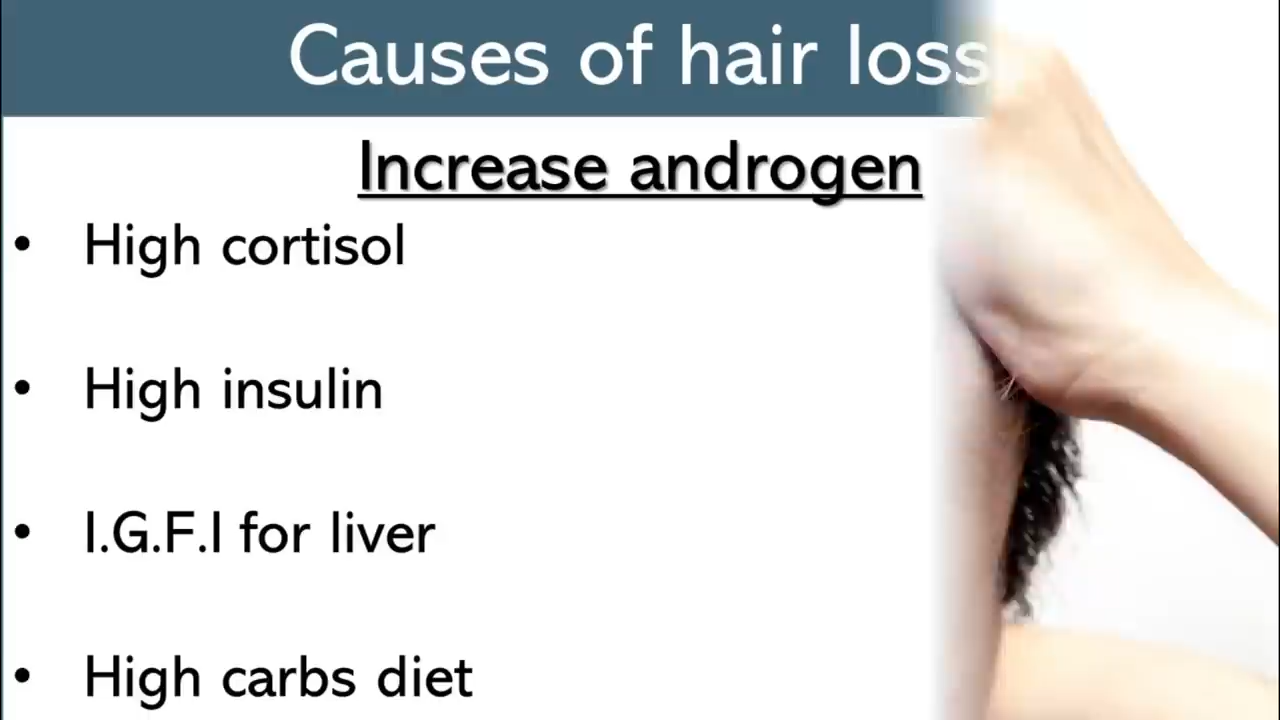 Causes of hair loss
Increase androgen
• High cortisol
• High insulin
• I.G.F.I for liver
• High carbs diet